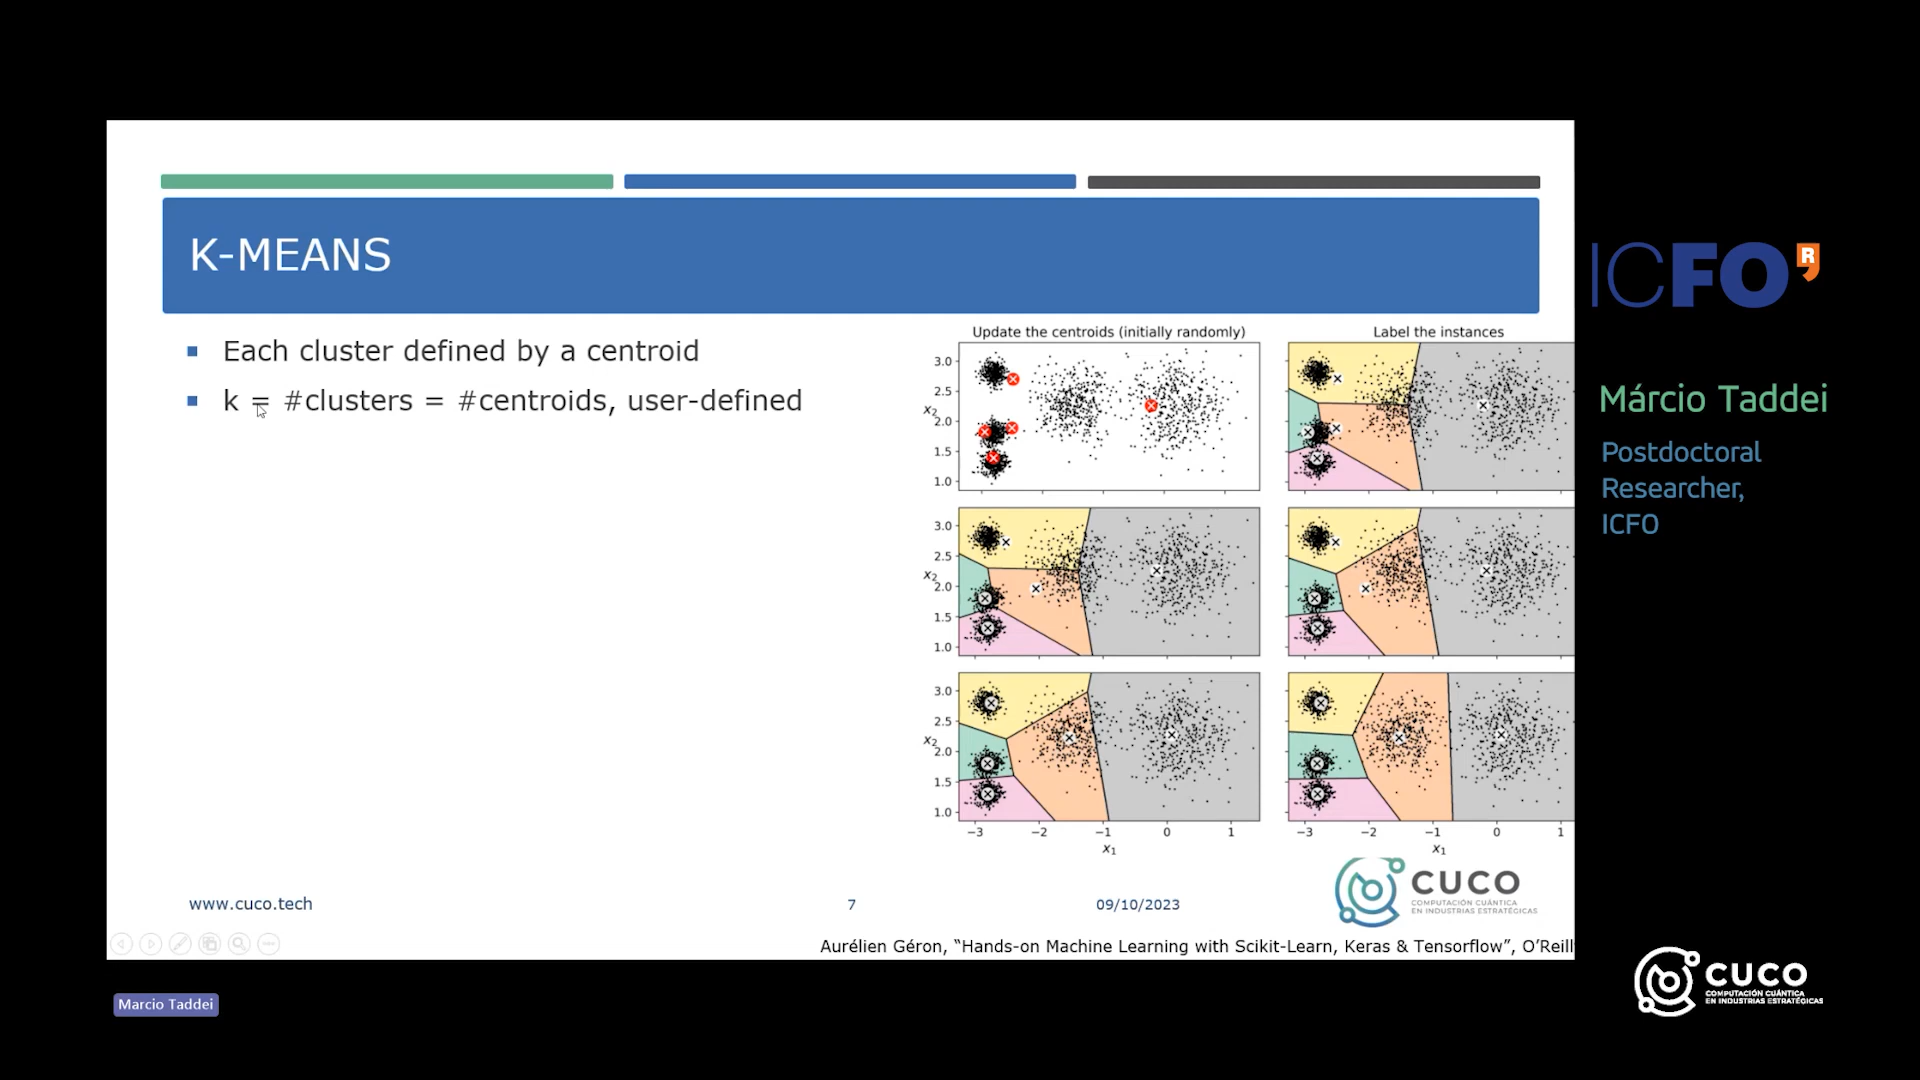 K-MEANS
Each cluster defined by a centroid
k = #clusters = #centroids, user-defined
Update the centroids (initially randomly)
Label the instances
3.0
2.5
x2
2.0
1.5
1.0
3.0
2.5
x2
2.0
1.5
1.0
3.0
2.5
x2
2.0
1.5
1.0
−3 −2 −1 0 1
x1
−3 −2 −1 0 1
x1
www.cuco.tech
7
09/10/2023
CUCO
COMPUTACIÓN CUÁNTICA
EN INDUSTRIAS ESTRATÉGICAS
Aurélien Géron, “Hands-on Machine Learning with Scikit-Learn, Keras & Tensorflow”, O’Reill
Marcio Taddei
ICFO R
Márcio Taddei
Postdoctoral
Researcher,
ICFO
CUCO
COMPUTACIÓN CUÁNTICA
EN INDUSTRIAS ESTRATÉGICAS